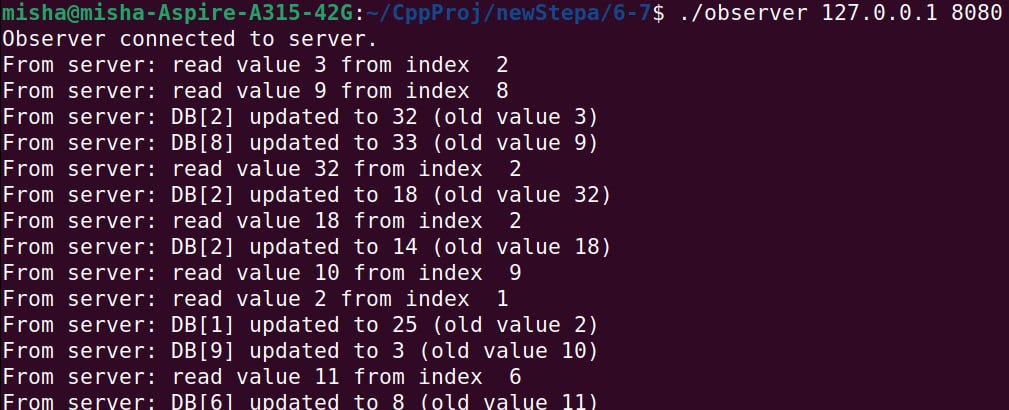 misha@misha-Aspire-A315-42G:~/CppProj/newStepa/6-7$ ./observer 127.0.0.1 8080
Observer connected to server.
From server: read value 3 from index  2
From server: read value 9 from index  8
From server: DB[2] updated to 32 (old value 3)
From server: DB[8] updated to 33 (old value 9)
From server: read value 32 from index  2
From server: DB[2] updated to 18 (old value 32)
From server: read value 18 from index  2
From server: DB[2] updated to 14 (old value 18)
From server: read value 10 from index  9
From server: read value 2 from index  1
From server: DB[1] updated to 25 (old value 2)
From server: DB[9] updated to 3 (old value 10)
From server: read value 11 from index  6
From server: DB[6] updated to 8 (old value 11)